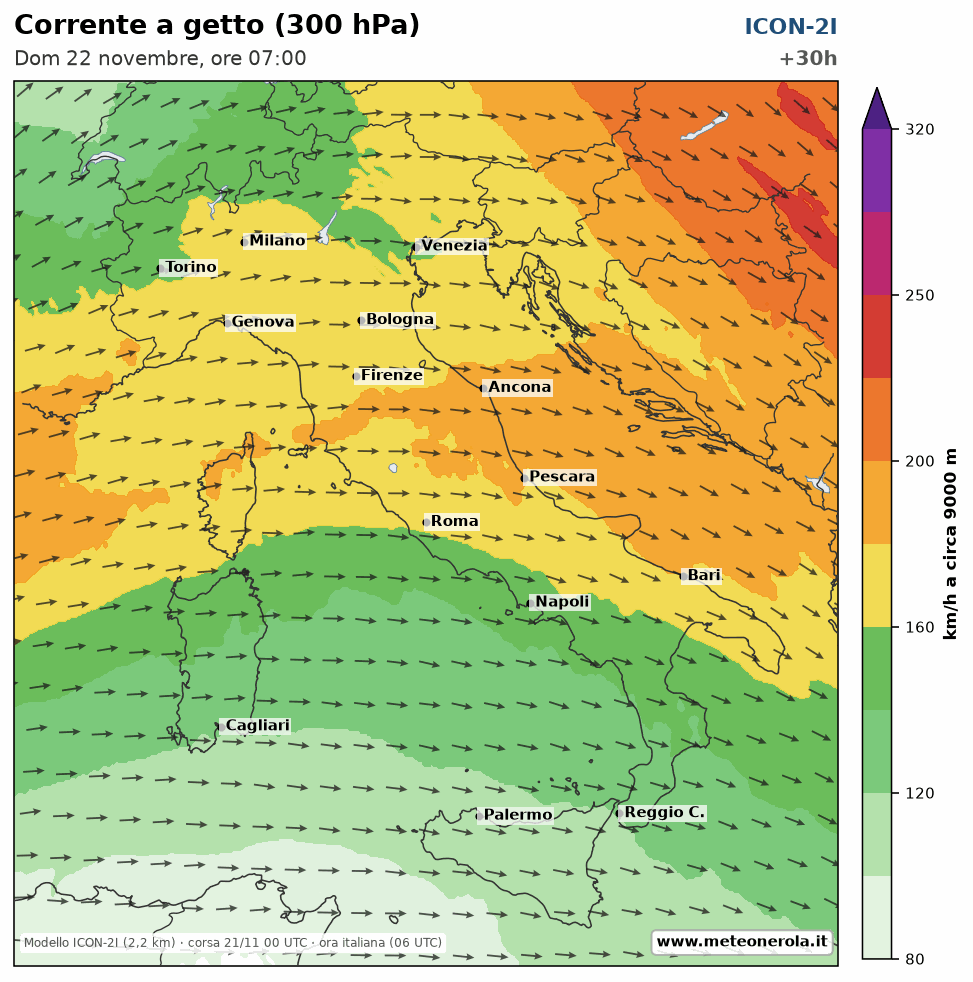 Corrente a getto (300 hPa)
ICON-2I
Dom 22 novembre, ore 07:00
+30h
320
250
200
160
120
80
km/h a circa 9000 m
Milano
Venezia
Torino
Genova
Bologna
Firenze
Ancona
Pescara
Roma
Bari
Napoli
Cagliari
Palermo
Reggio C.
Modello ICON-2I (2,2 km) · corsa 21/11 00 UTC · ora italiana (06 UTC)
www.meteonerola.it